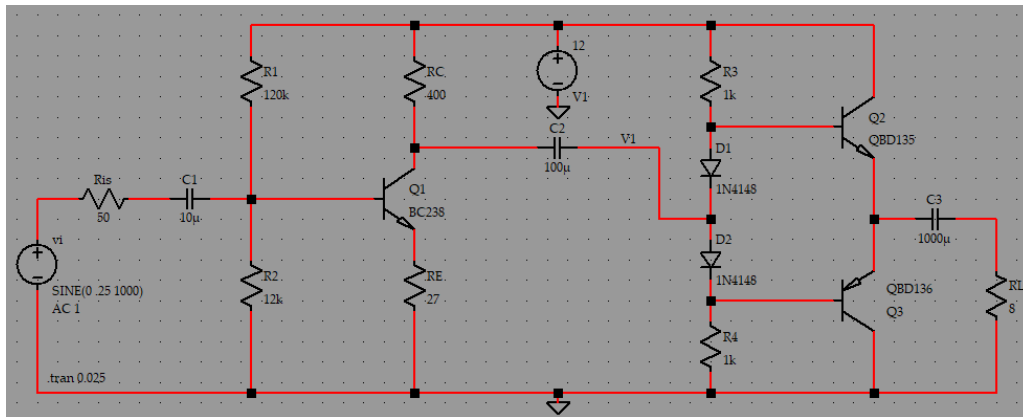 R1
120k
RC
400
12
V1
R3
1k
Q2
QBD135
C2
100µ
V1
D1
1N4148
Ris
50
C1
10µ
Q1
BC238
C3
1000µ
vi
SINE(0 .25 1000)
AC 1
R2
12k
RE
27
D2
1N4148
QBD136
Q3
RL
8
R4
1k
.tran 0.025